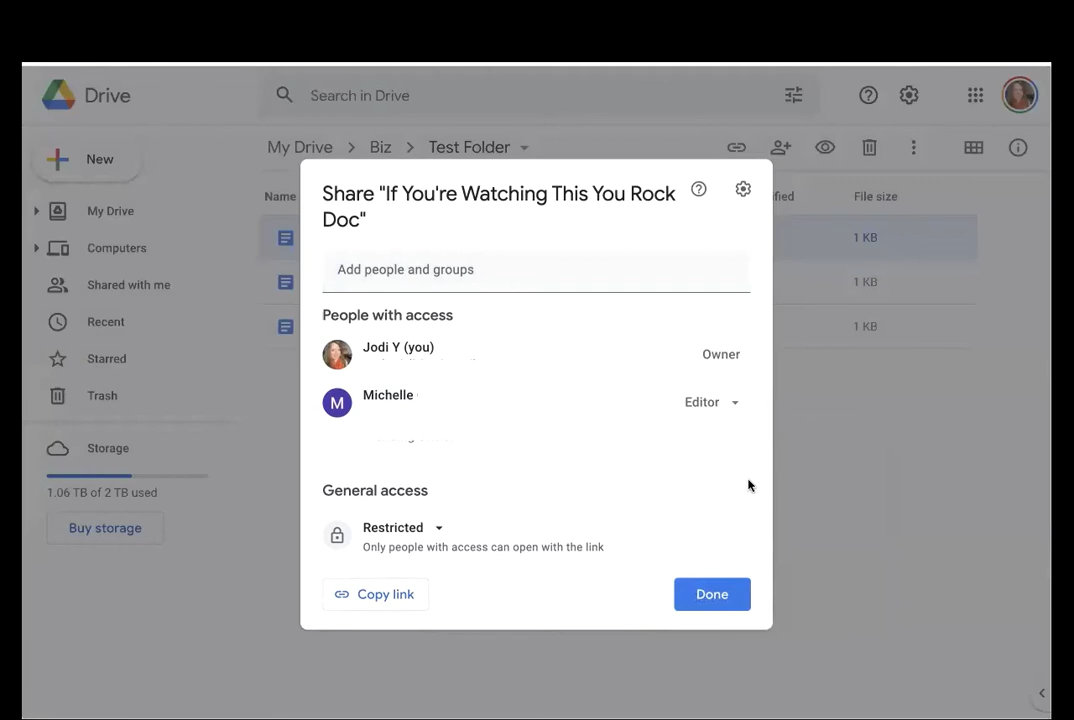 Drive
Search in Drive
New
My Drive > Biz > Test Folder
Name
ified
File size
My Drive
Computers
Shared with me
Recent
Starred
Trash
Storage
1.06 TB of 2 TB used
Buy storage
1 KB
1 KB
1 KB
Share "If You're Watching This You Rock
Doc"
Add people and groups
People with access
Jodi Y (you)
Owner
M
Michelle
Editor
General access
Restricted
Only people with access can open with the link
Copy link
Done